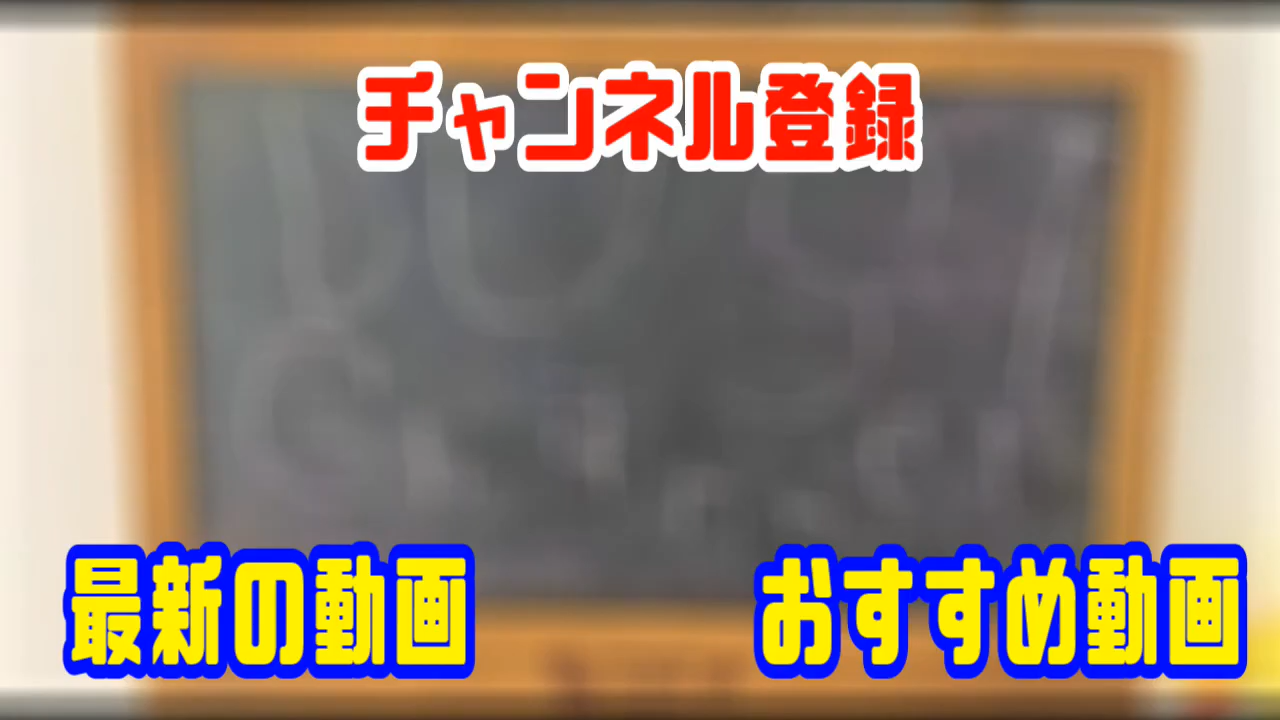 チャンネル登録
最新の動画
おすすめ動画